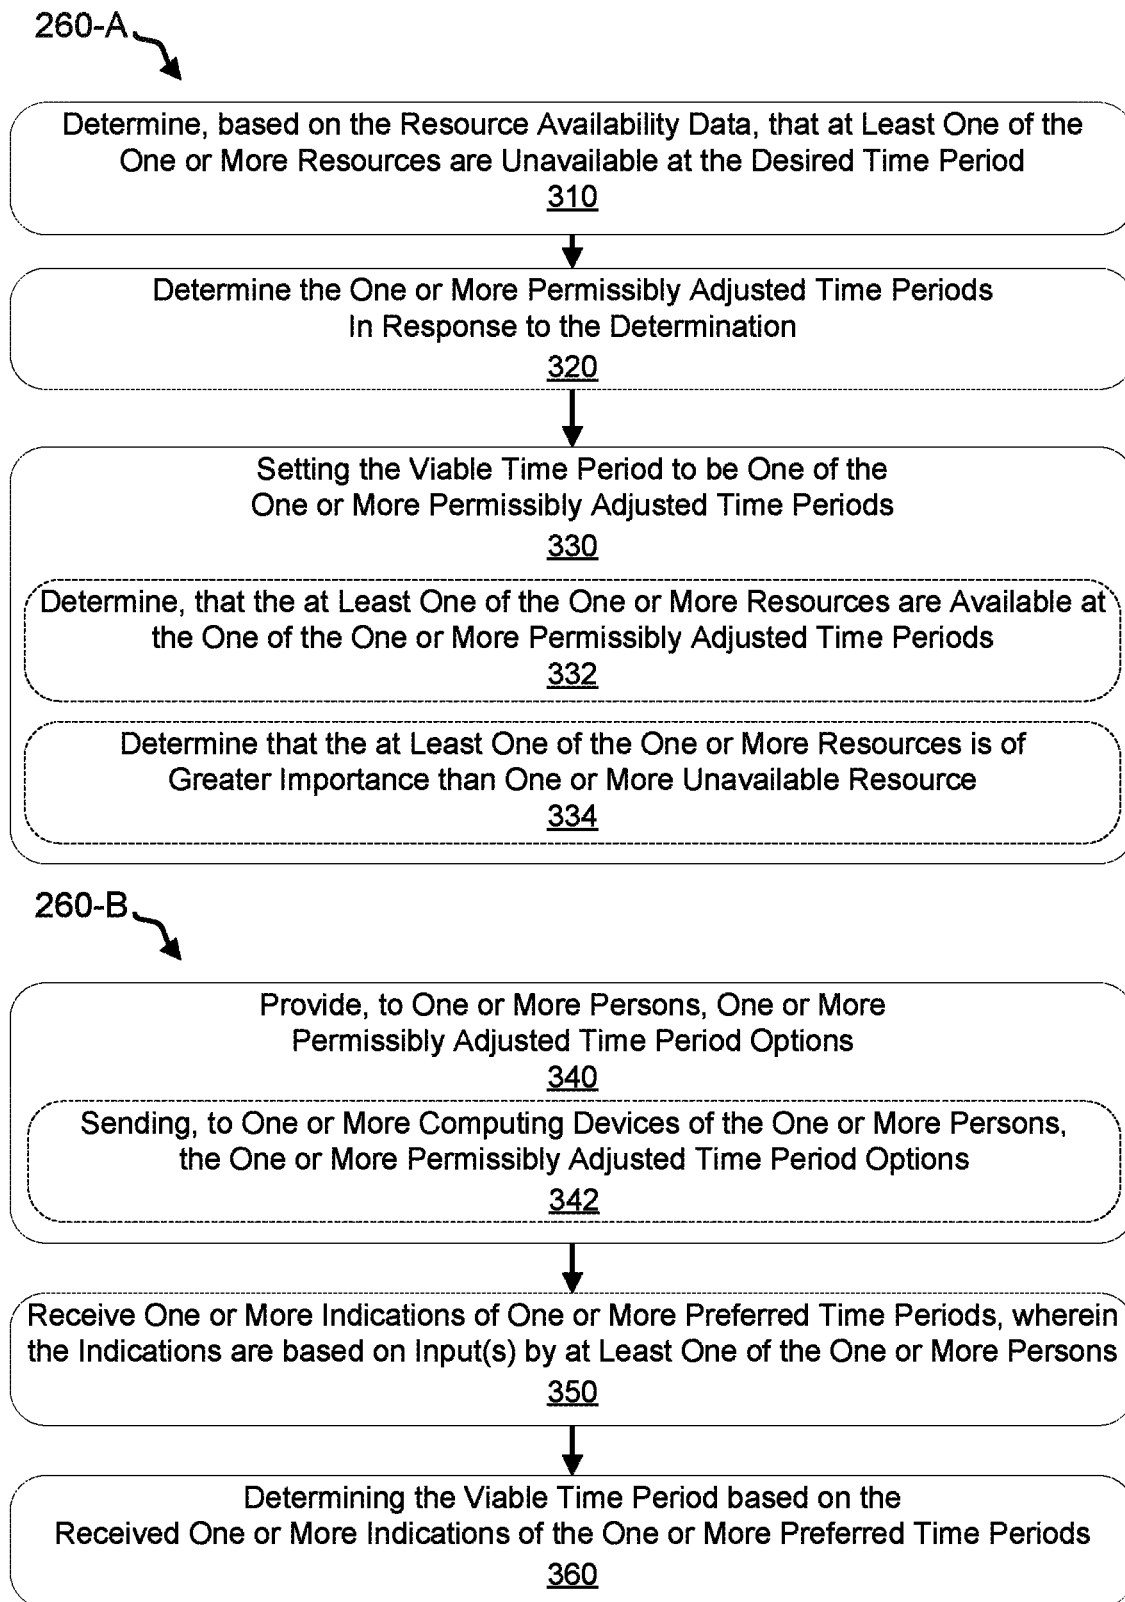 260-A
Determine, based on the Resource Availability Data, that at Least One of the
One or More Resources are Unavailable at the Desired Time Period
310
Determine the One or More Permissibly Adjusted Time Periods
In Response to the Determination
320
Setting the Viable Time Period to be One of the
One or More Permissibly Adjusted Time Periods
330
Determine, that the at Least One of the One or More Resources are Available at
the One of the One or More Permissibly Adjusted Time Periods
332
Determine that the at Least One of the One or More Resources is of
Greater Importance than One or More Unavailable Resource
334
260-B
Provide, to One or More Persons, One or More
Permissibly Adjusted Time Period Options
340
Sending, to One or More Computing Devices of the One or More Persons,
the One or More Permissibly Adjusted Time Period Options
342
Receive One or More Indications of One or More Preferred Time Periods, wherein
the Indications are based on Input(s) by at Least One of the One or More Persons
350
Determining the Viable Time Period based on the
Received One or More Indications of the One or More Preferred Time Periods
360